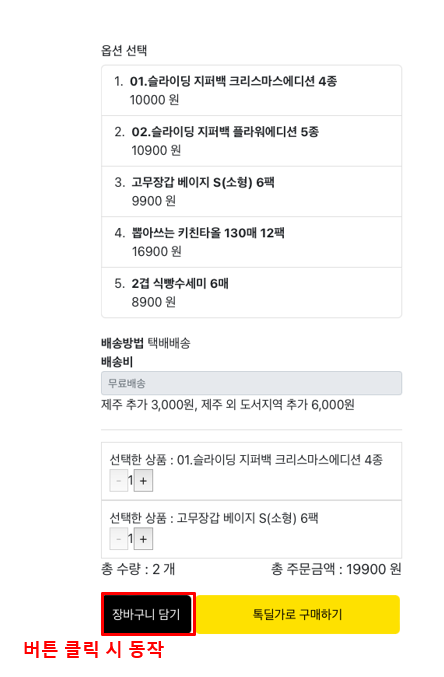 옵션 선택
1. 01.슬라이딩 지퍼백 크리스마스에디션 4종
10000 원
2. 02.슬라이딩 지퍼백 플라워에디션 5종
10900 원
3. 고무장갑 베이지 S(소형) 6팩
9900 원
4. 뽑아쓰는 키친타올 130매 12팩
16900 원
5. 2겹 식빵수세미 6매
8900 원
배송방법 택배배송
배송비
무료배송
제주 추가 3,000원, 제주 외 도서지역 추가 6,000원
선택한 상품 : 01.슬라이딩 지퍼백 크리스마스에디션 4종
- 1 +
선택한 상품 : 고무장갑 베이지 S(소형) 6팩
- 1 +
총 수량 : 2 개 총 주문금액 : 19900 원
장바구니 담기 톡딜가로 구매하기
버튼 클릭 시 동작